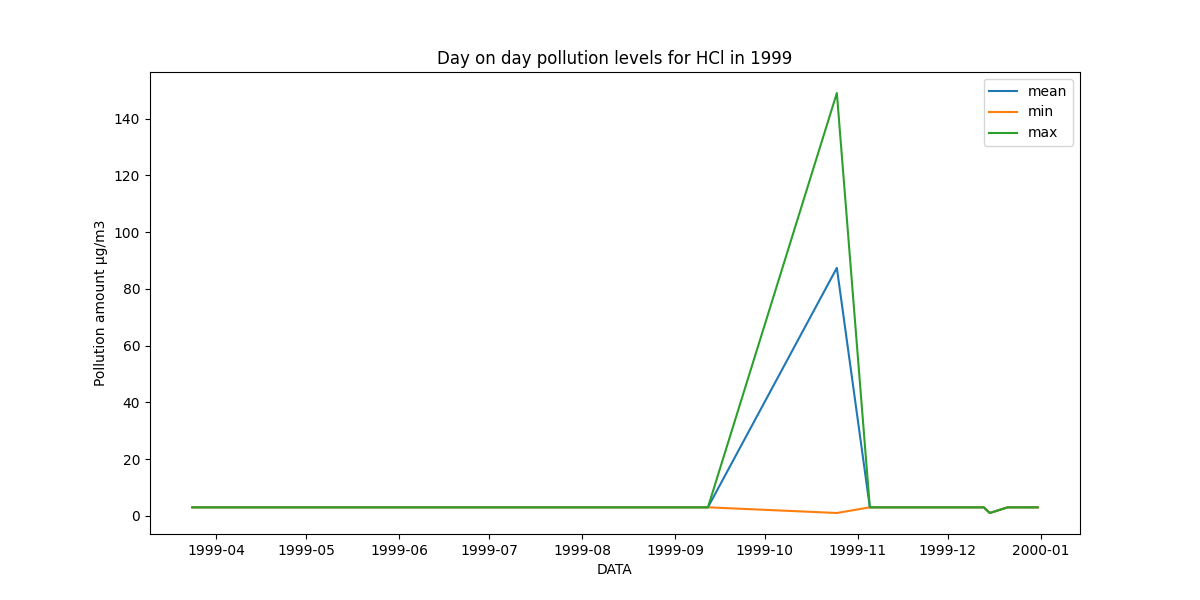 Day on day pollution levels for HCl in 1999
mean
min
max
Pollution amount µg/m3
140
120
100
80
60
40
20
0
1999-04 1999-05 1999-06 1999-07 1999-08 1999-09 1999-10 1999-11 1999-12 2000-01
DATA